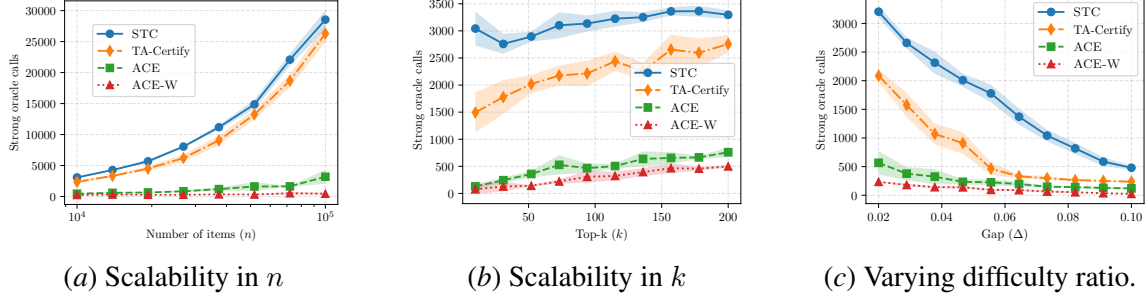 30000
25000
20000
15000
10000
5000
0
Strong oracle calls
STC
TA-Certify
ACE
ACE-W
10^4
10^5
Number of items (n)
(a) Scalability in n
3500
3000
2500
2000
1500
1000
500
0
Strong oracle calls
STC
TA-Certify
ACE
ACE-W
50
100
150
200
Top-k (k)
(b) Scalability in k
3000
2500
2000
1500
1000
500
0
Strong oracle calls
STC
TA-Certify
ACE
ACE-W
0.02
0.04
0.06
0.08
0.10
Gap (Δ)
(c) Varying difficulty ratio.